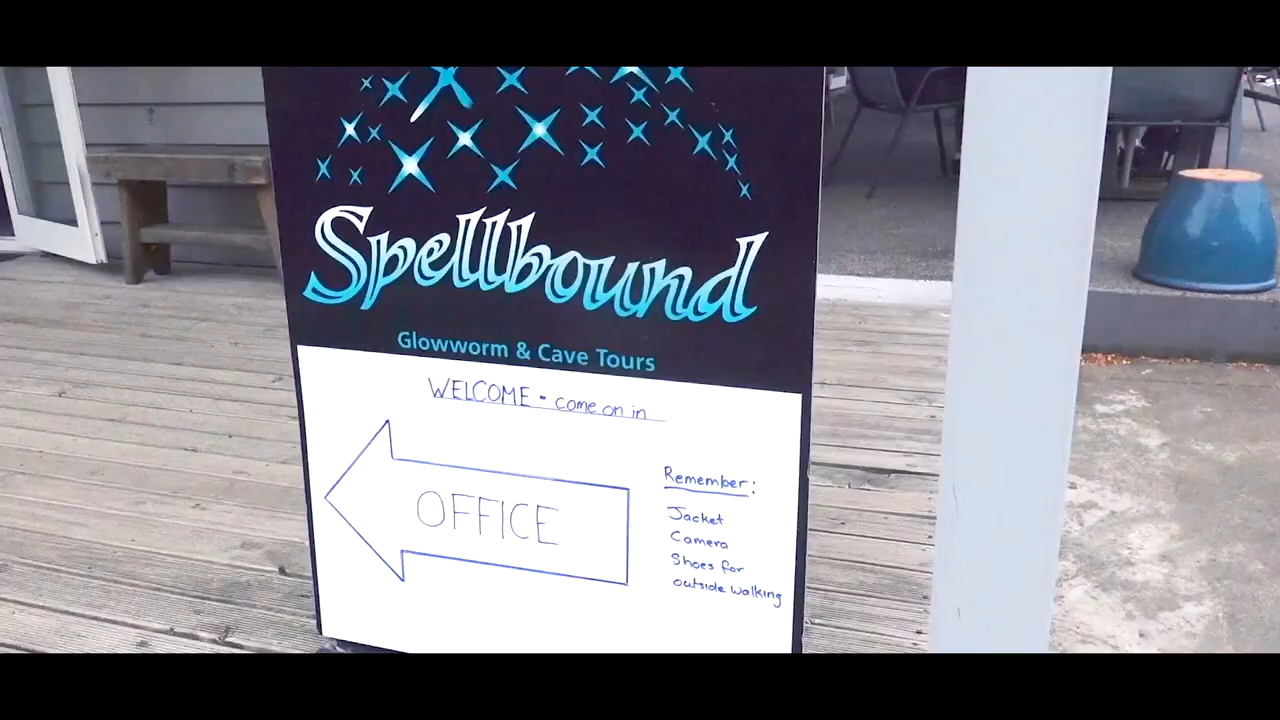 Spellbound
Glowworm & Cave Tours
WELCOME - come on in
OFFICE
Remember:
Jacket
Camera
Shoes for
outside walking